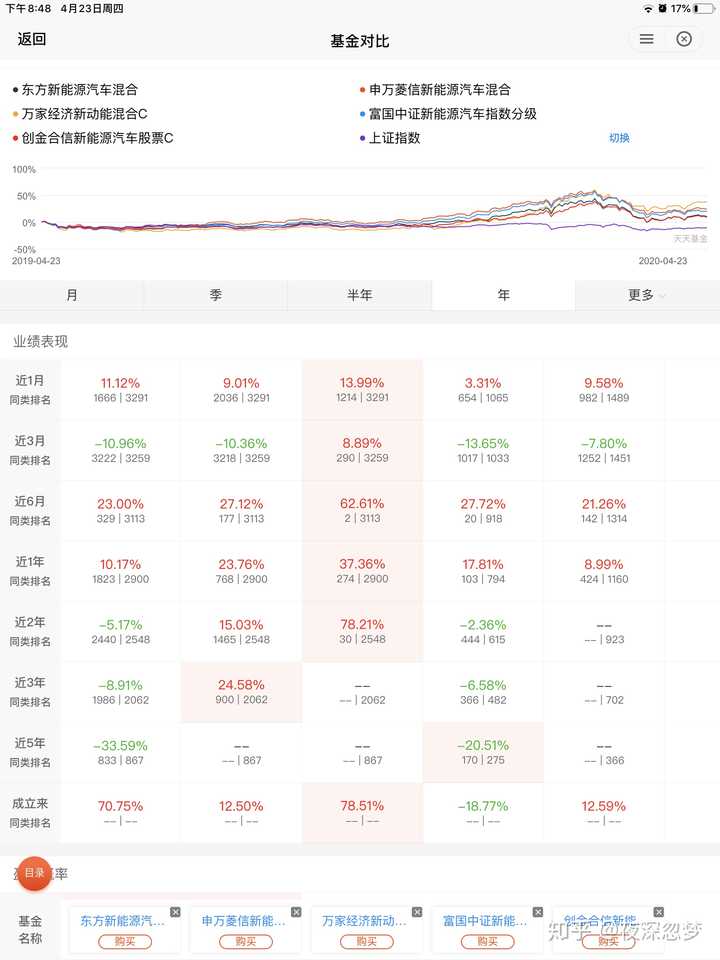 下午8:48 4月23日周四 17%
返回 基金对比
东方新能源汽车混合 申万菱信新能源汽车混合
万家经济新动能混合C 富国中证新能源汽车指数分级
创金合信新能源汽车股票C 上证指数 切换
100%
50%
0%
-50%
天天基金
2019-04-23 2020-04-23
月 季 半年 年 更多
业绩表现
近1月 11.12% 9.01% 13.99% 3.31% 9.58%
同类排名 1666|3291 2036|3291 1214|3291 654|1065 982|1489
近3月 -10.96% -10.36% 8.89% -13.65% -7.80%
同类排名 3222|3259 3218|3259 290|3259 1017|1033 1252|1451
近6月 23.00% 27.12% 62.61% 27.72% 21.26%
同类排名 329|3113 177|3113 2|3113 20|918 142|1314
近1年 10.17% 23.76% 37.36% 17.81% 8.99%
同类排名 1823|2900 768|2900 274|2900 103|794 424|1160
近2年 -5.17% 15.03% 78.21% -2.36% --
同类排名 2440|2548 1465|2548 30|2548 444|615 --|923
近3年 -8.91% 24.58% -- -6.58% --
同类排名 1986|2062 900|2062 --|2062 366|482 --|702
近5年 -33.59% -- -- -20.51% --
同类排名 833|867 --|867 --|867 170|275 --|366
成立来 70.75% 12.50% 78.51% -18.77% 12.59%
同类排名 --|-- --|-- --|-- --|-- --|--
目录 率
基金名称 东方新能源汽... 申万菱信新能... 万家经济新动... 富国中证新能... 创金合信新能...
购买 购买 购买 购买 购买
知乎 @夜深忽梦